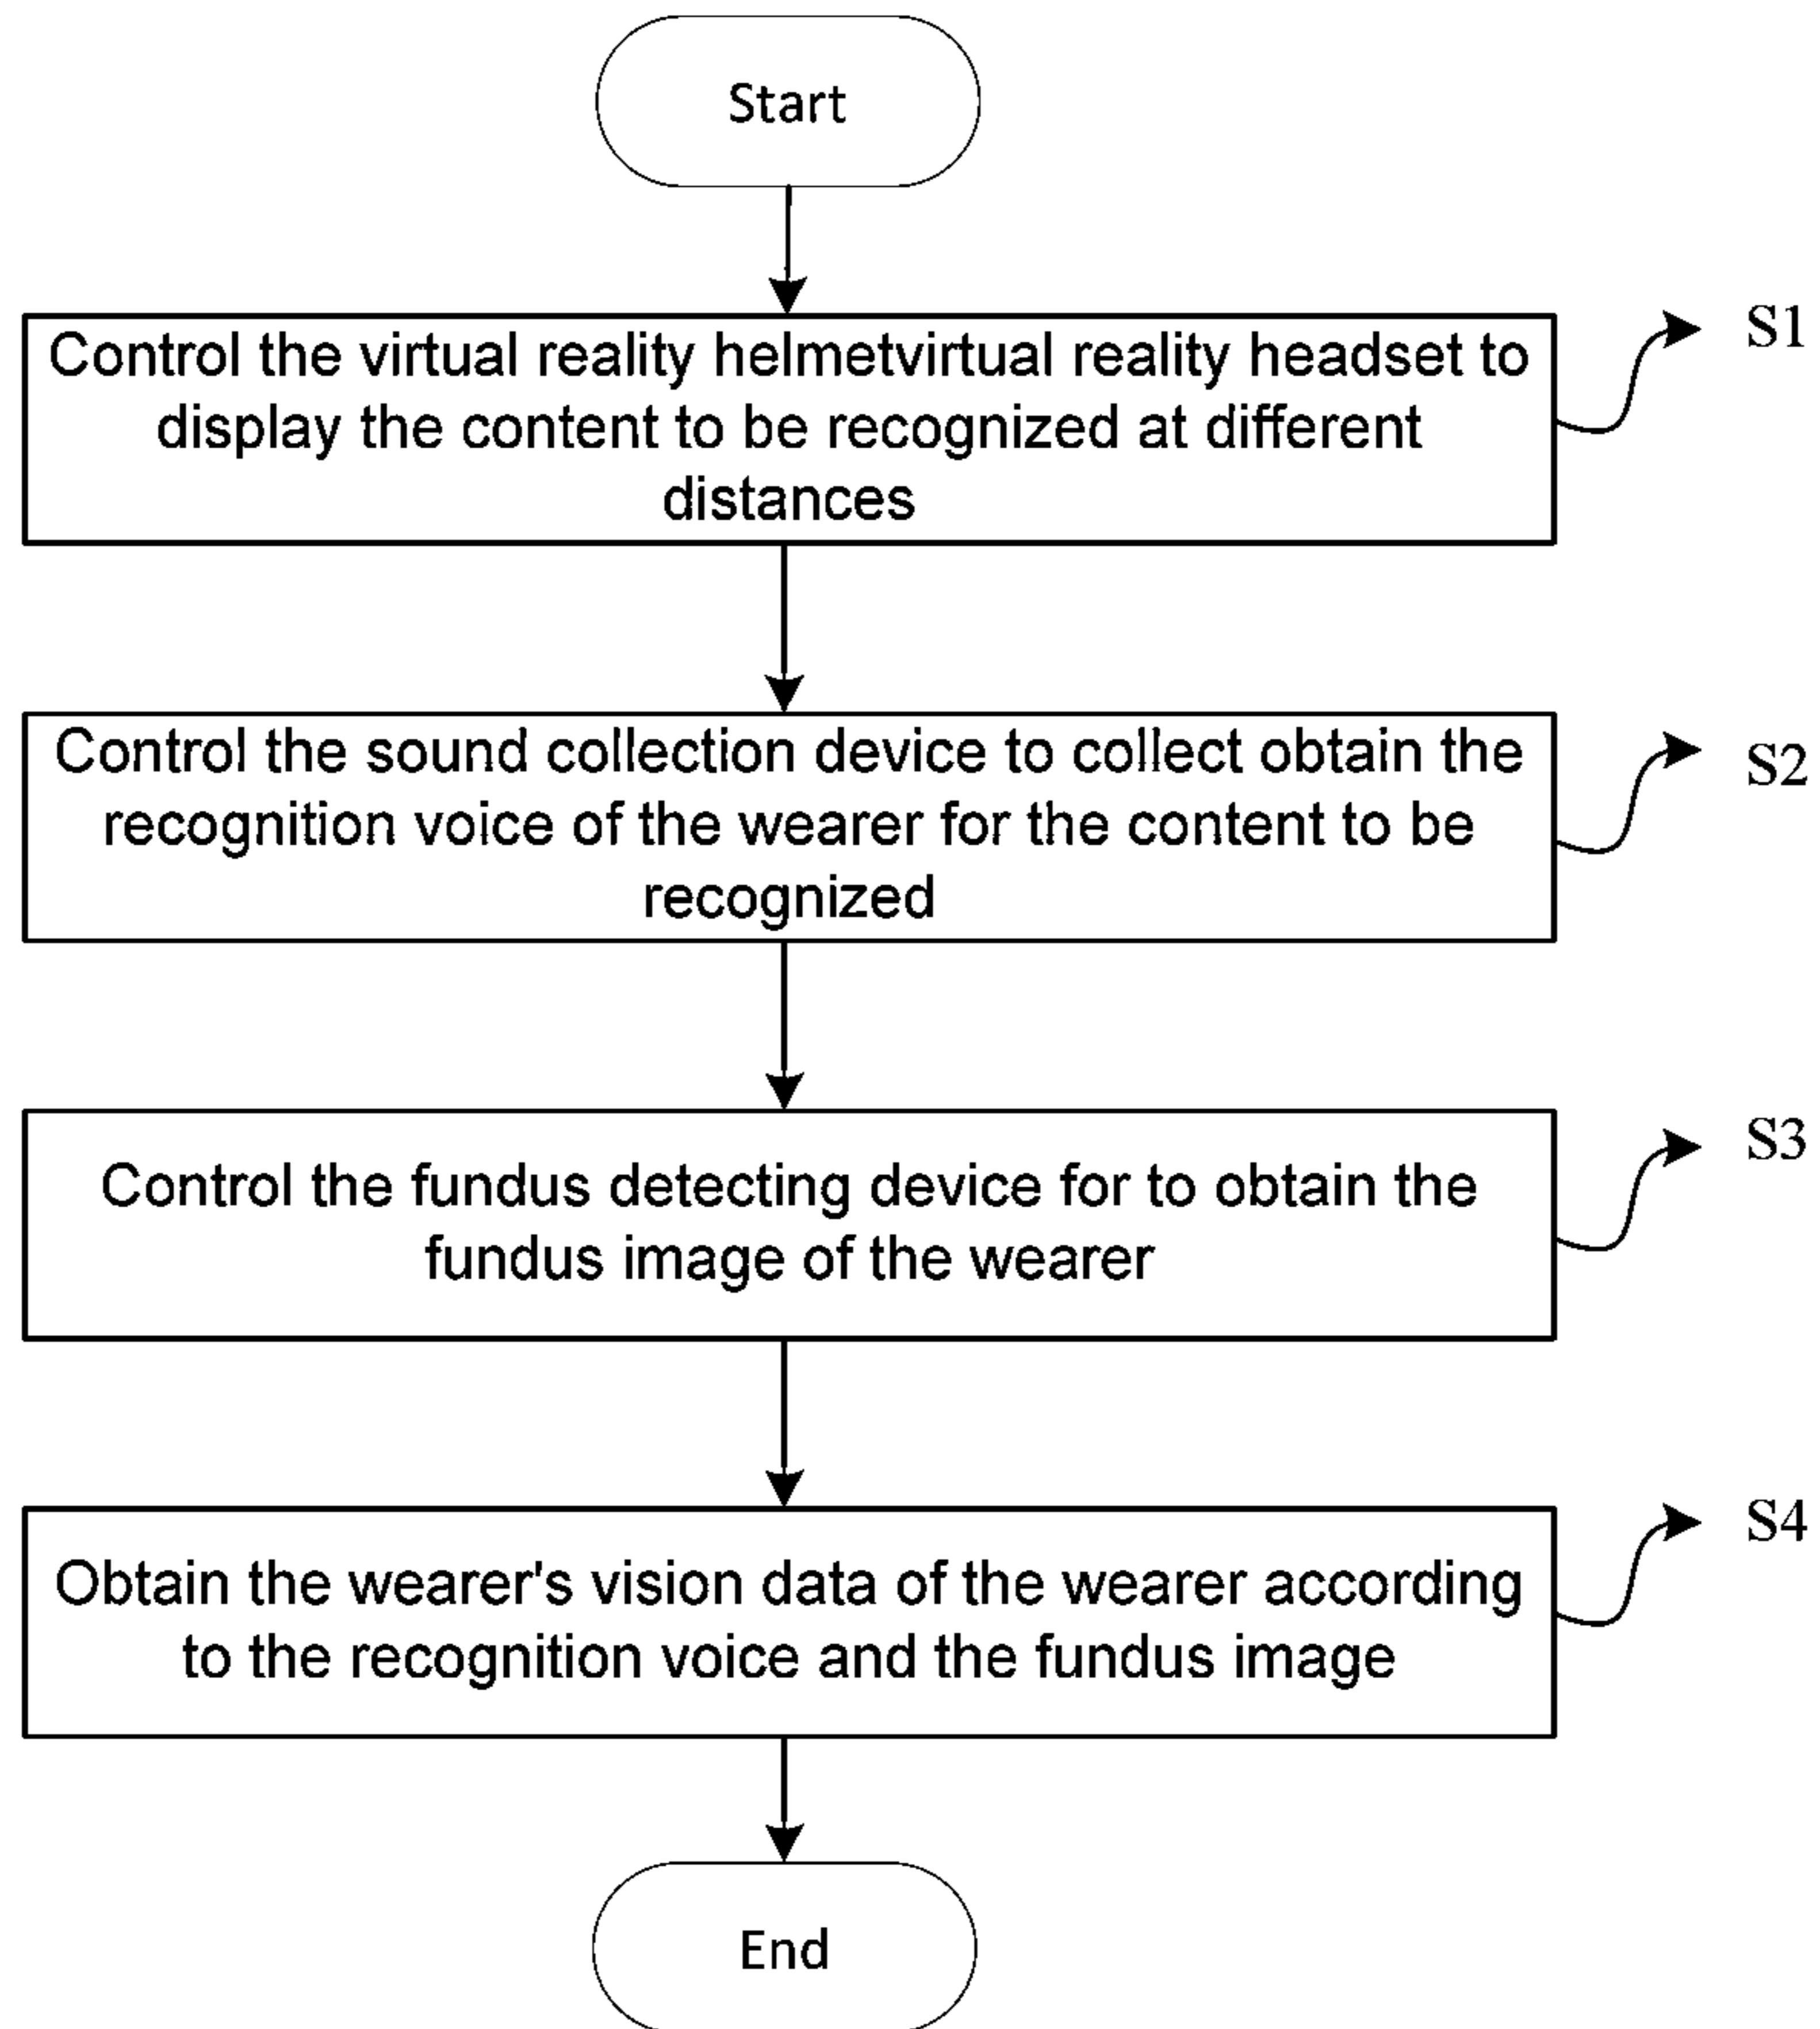 Start
Control the virtual reality helmetvirtual reality headset to
display the content to be recognized at different
distances
S1
Control the sound collection device to collect obtain the
recognition voice of the wearer for the content to be
recognized
S2
Control the fundus detecting device for to obtain the
fundus image of the wearer
S3
Obtain the wearer's vision data of the wearer according
to the recognition voice and the fundus image
S4
End